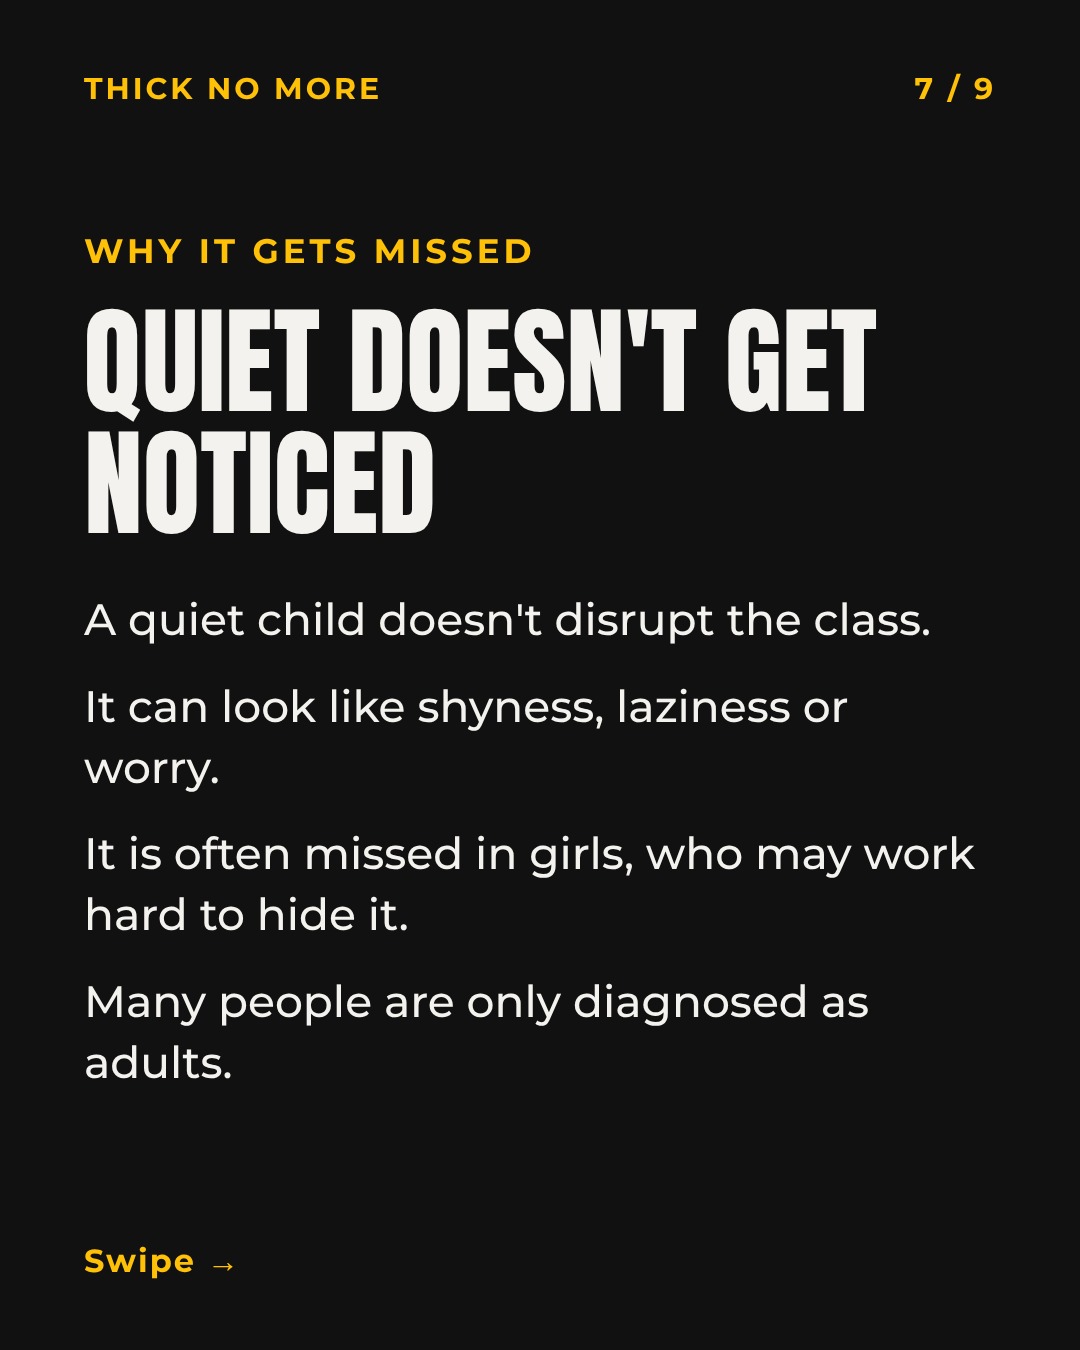 THICK NO MORE
7 / 9
WHY IT GETS MISSED
QUIET DOESN'T GET
NOTICED
A quiet child doesn't disrupt the class.
It can look like shyness, laziness or
worry.
It is often missed in girls, who may work
hard to hide it.
Many people are only diagnosed as
adults.
Swipe →